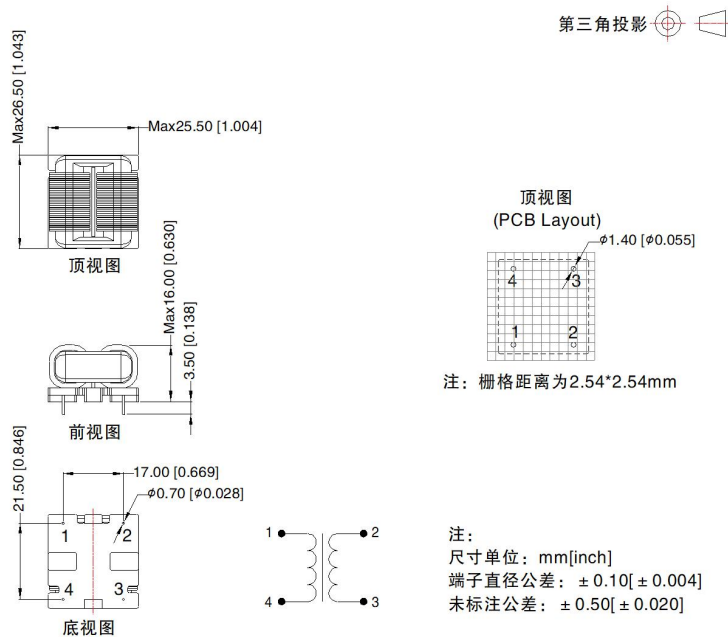 第三角投影
Max26.50 [1.043]
Max25.50 [1.004]
顶视图
Max16.00 [0.630]
3.50 [0.138]
前视图
顶视图
(PCB Layout)
φ1.40 [φ0.055]
4 3
1 2
注：栅格距离为2.54*2.54mm
21.50 [0.846]
17.00 [0.669]
φ0.70 [φ0.028]
1 2
4 3
底视图
1 2
4 3
注：
尺寸单位：mm[inch]
端子直径公差：±0.10[±0.004]
未标注公差：±0.50[±0.020]